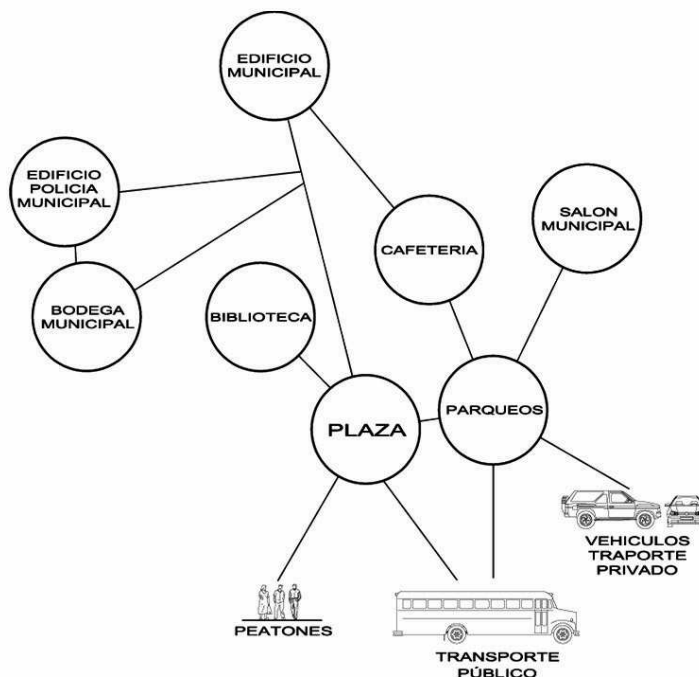 EDIFICIO
MUNICIPAL
EDIFICIO
POLICIA
MUNICIPAL
SALON
MUNICIPAL
CAFETERIA
BODEGA
MUNICIPAL
BIBLIOTECA
PLAZA
PARQUEOS
VEHICULOS
TRAPORTE
PRIVADO
PEATONES
TRANSPORTE
PÚBLICO